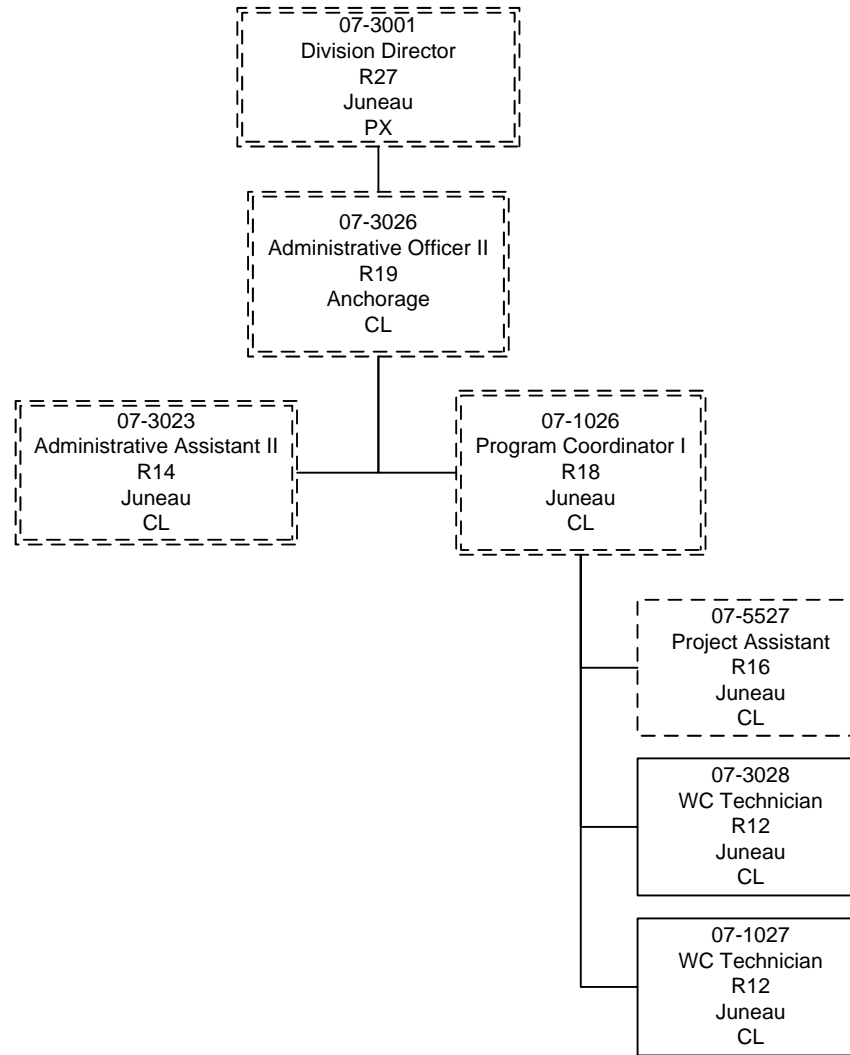 07-3001
Division Director
R27
Juneau
PX
07-3026
Administrative Officer II
R19
Anchorage
CL
07-3023
Administrative Assistant II
R14
Juneau
CL
07-1026
Program Coordinator I
R18
Juneau
CL
07-5527
Project Assistant
R16
Juneau
CL
07-3028
WC Technician
R12
Juneau
CL
07-1027
WC Technician
R12
Juneau
CL